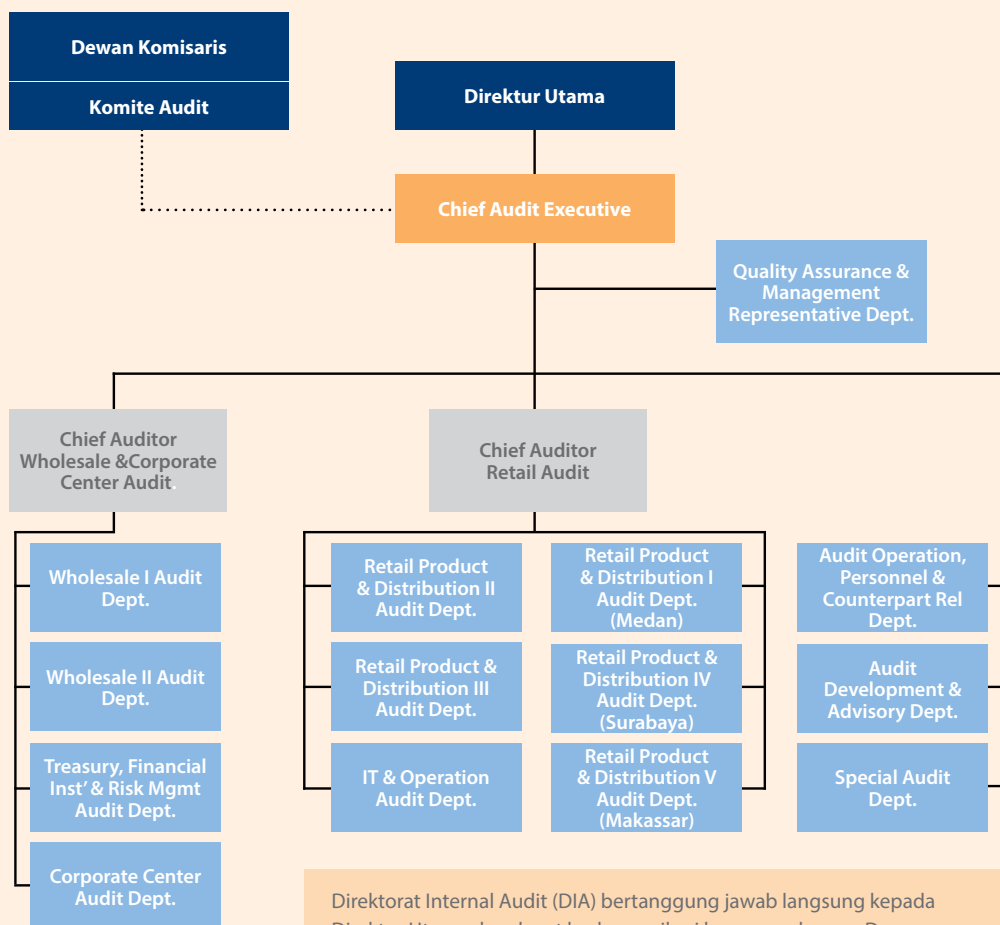 Dewan Komisaris
Komite Audit
Direktur Utama
Chief Audit Executive
Quality Assurance &
Management
Representative Dept.
Chief Auditor
Wholesale &Corporate
Center Audit.
Chief Auditor
Retail Audit
Wholesale I Audit
Dept.
Wholesale II Audit
Dept.
Treasury, Financial
Inst' & Risk Mgmt
Audit Dept.
Corporate Center
Audit Dept.
Retail Product
& Distribution II
Audit Dept.
Retail Product &
Distribution III
Audit Dept.
IT & Operation
Audit Dept.
Retail Product
& Distribution I
Audit Dept.
(Medan)
Retail Product &
Distribution IV
Audit Dept.
(Surabaya)
Retail Product
& Distribution V
Audit Dept.
(Makassar)
Audit Operation,
Personnel &
Counterpart Rel
Dept.
Audit
Development &
Advisory Dept.
Special Audit
Dept.
Direktorat Internal Audit (DIA) bertanggung jawab langsung kepada